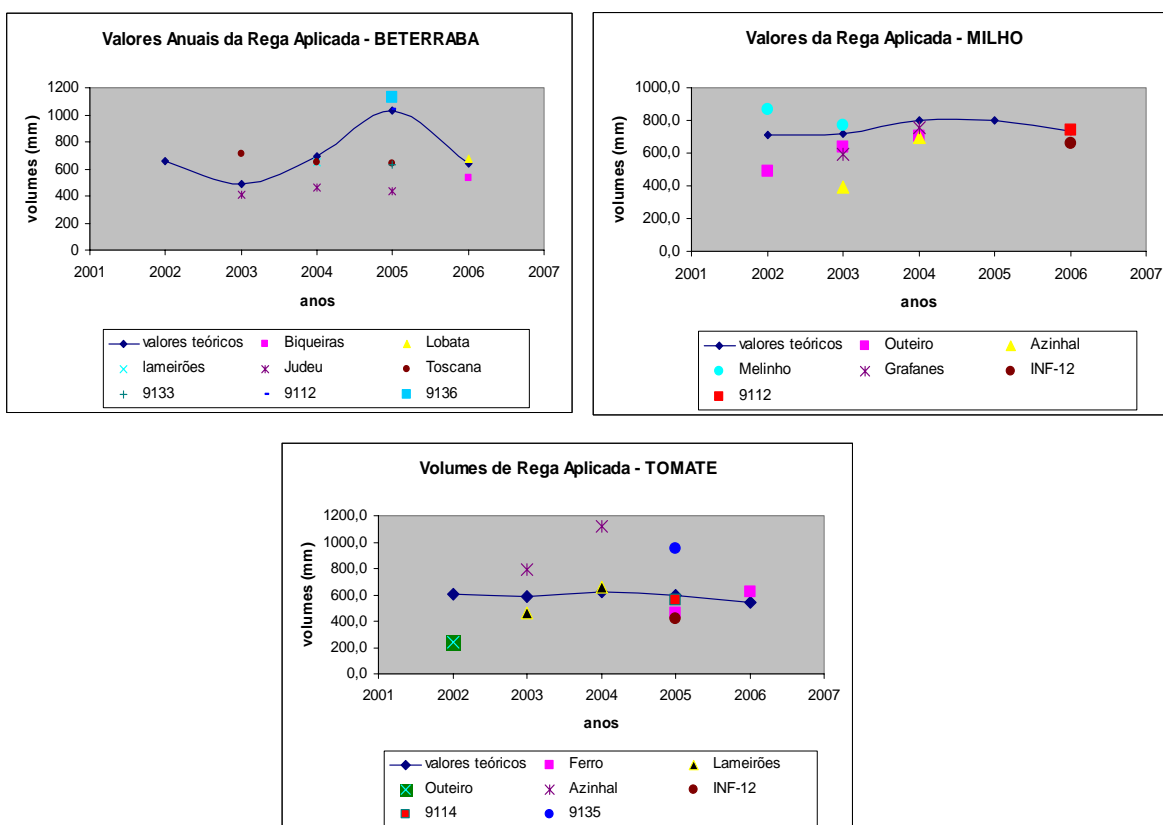 Valores Anuais da Rega Aplicada - BETERRABA
volumes (mm)
1200
1000
800
600
400
200
0
2001 2002 2003 2004 2005 2006 2007
anos
valores teóricos Biqueiras Lobata
lameirões Judeu Toscana
9133 9112 9136
Valores da Rega Aplicada - MILHO
volumes (mm)
1000,0
800,0
600,0
400,0
200,0
0,0
2001 2002 2003 2004 2005 2006 2007
anos
valores teóricos Outeiro Azinhal
Melinho Grafanes INF-12
9112
Volumes de Rega Aplicada - TOMATE
volumes (mm)
1200,0
1000,0
800,0
600,0
400,0
200,0
0,0
2001 2002 2003 2004 2005 2006 2007
anos
valores teóricos Ferro Lameirões
Outeiro Azinhal INF-12
9114 9135